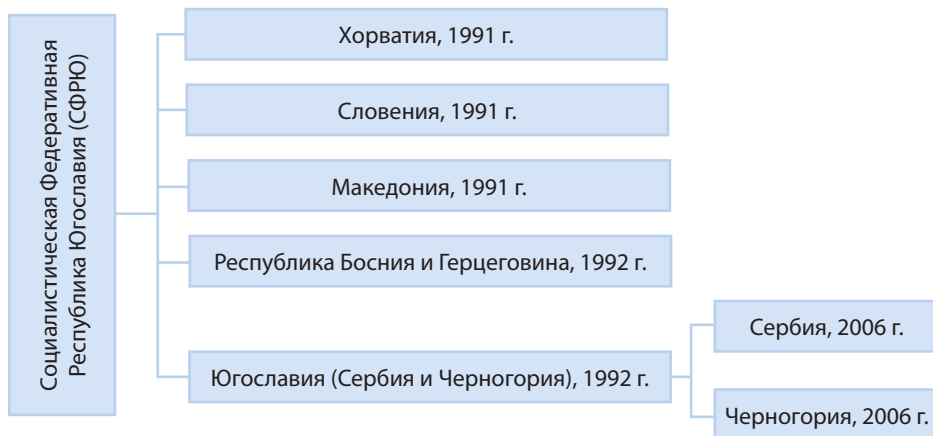 Социалистическая Федеративная
Республика Югославия (СФРЮ)
Хорватия, 1991 г.
Словения, 1991 г.
Македония, 1991 г.
Республика Босния и Герцеговина, 1992 г.
Югославия (Сербия и Черногория), 1992 г.
Сербия, 2006 г.
Черногория, 2006 г.